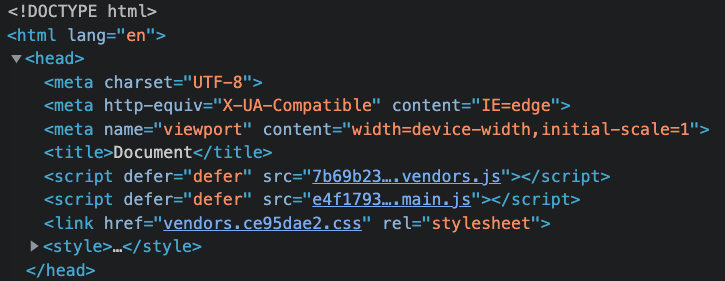 <!DOCTYPE html>
<html lang="en">
<head>
<meta charset="UTF-8">
<meta http-equiv="X-UA-Compatible" content="IE=edge">
<meta name="viewport" content="width=device-width,initial-scale=1">
<title>Document</title>
<script defer="defer" src="7b69b23….vendors.js"></script>
<script defer="defer" src="e4f1793….main.js"></script>
<link href="vendors.ce95dae2.css" rel="stylesheet">
<style>…</style>
</head>